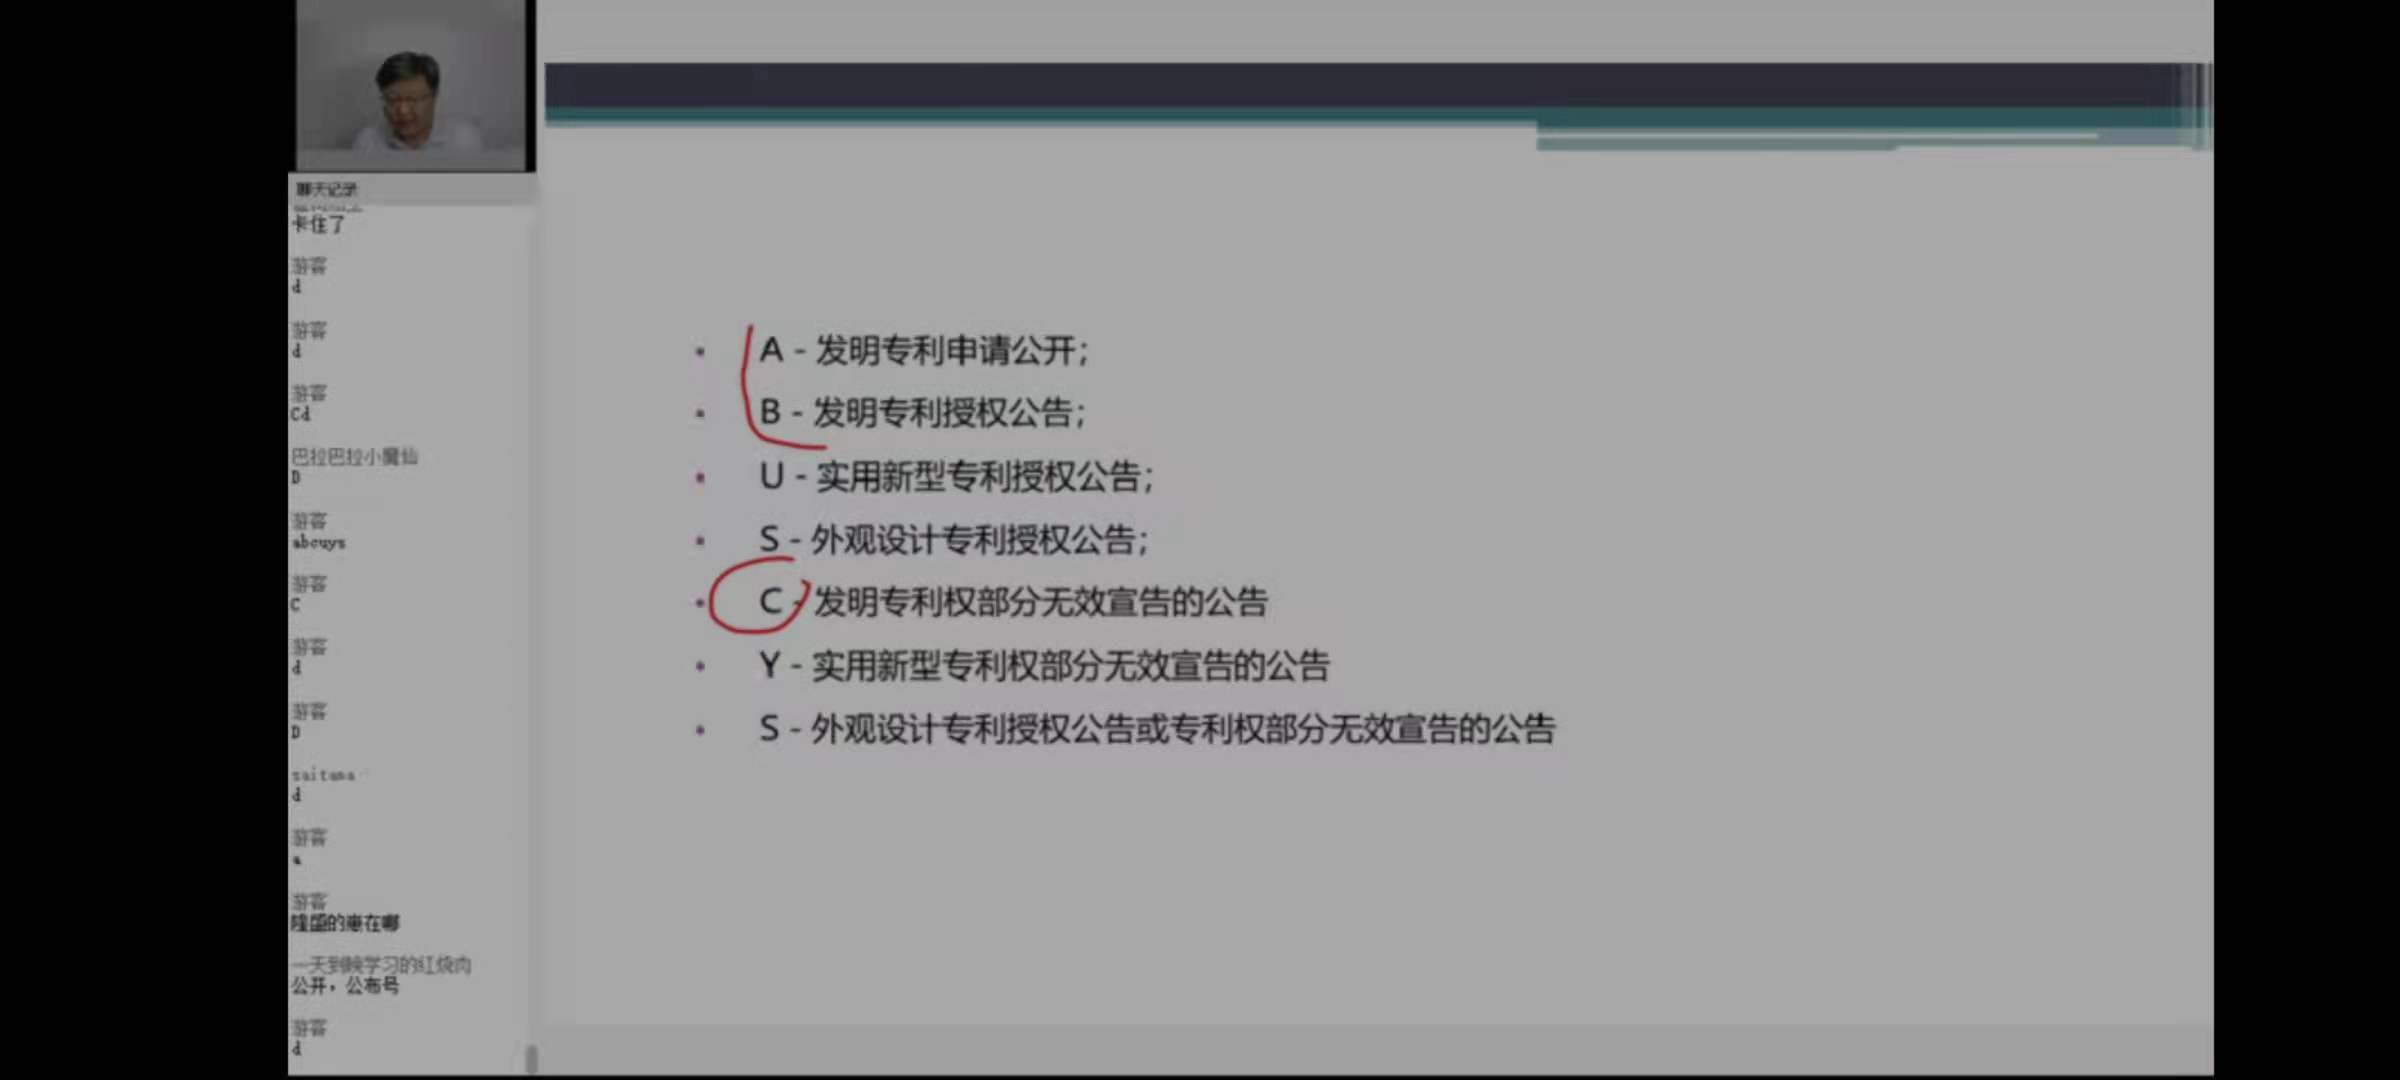 聊天记录
卡住了
游客
d
游客
d
游客
Cd
巴拉巴拉小魔仙
D
游客
abcuys
游客
C
游客
d
游客
D
saitama
d
游客
a
游客
一天到晚学习的红烧肉
公开，公布号
游客
d
A - 发明专利申请公开；
B - 发明专利授权公告；
U - 实用新型专利授权公告；
S - 外观设计专利授权公告；
C - 发明专利权部分无效宣告的公告
Y - 实用新型专利权部分无效宣告的公告
S - 外观设计专利授权公告或专利权部分无效宣告的公告